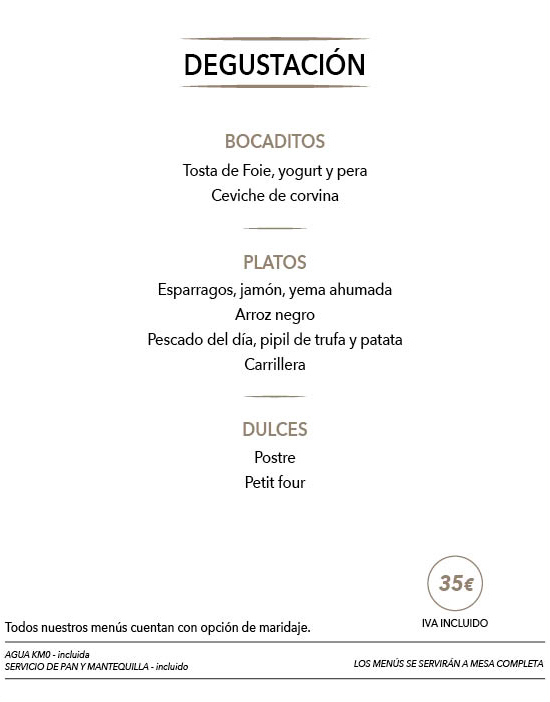 DEGUSTACIÓN
BOCADITOS
Tosta de Foie, yogurt y pera
Ceviche de corvina
PLATOS
Esparragos, jamón, yema ahumada
Arroz negro
Pescado del día, pipil de trufa y patata
Carrillera
DULCES
Postre
Petit four
35€
IVA INCLUIDO
Todos nuestros menús cuentan con opción de maridaje.
AGUA KM0 - incluida
SERVICIO DE PAN Y MANTEQUILLA - incluido
LOS MENÚS SE SERVIRÁN A MESA COMPLETA